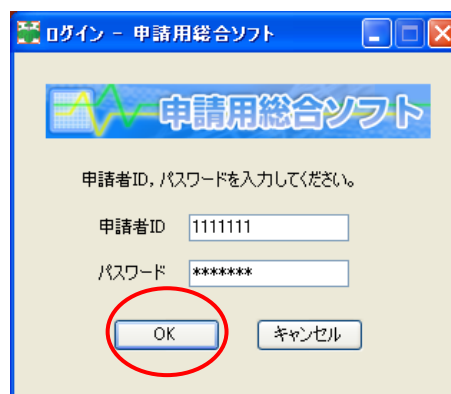 ログイン - 申請用総合ソフト
申請用総合ソフト
申請者ID, パスワードを入力してください。
申請者ID 1111111
パスワード *******
OK キャンセル